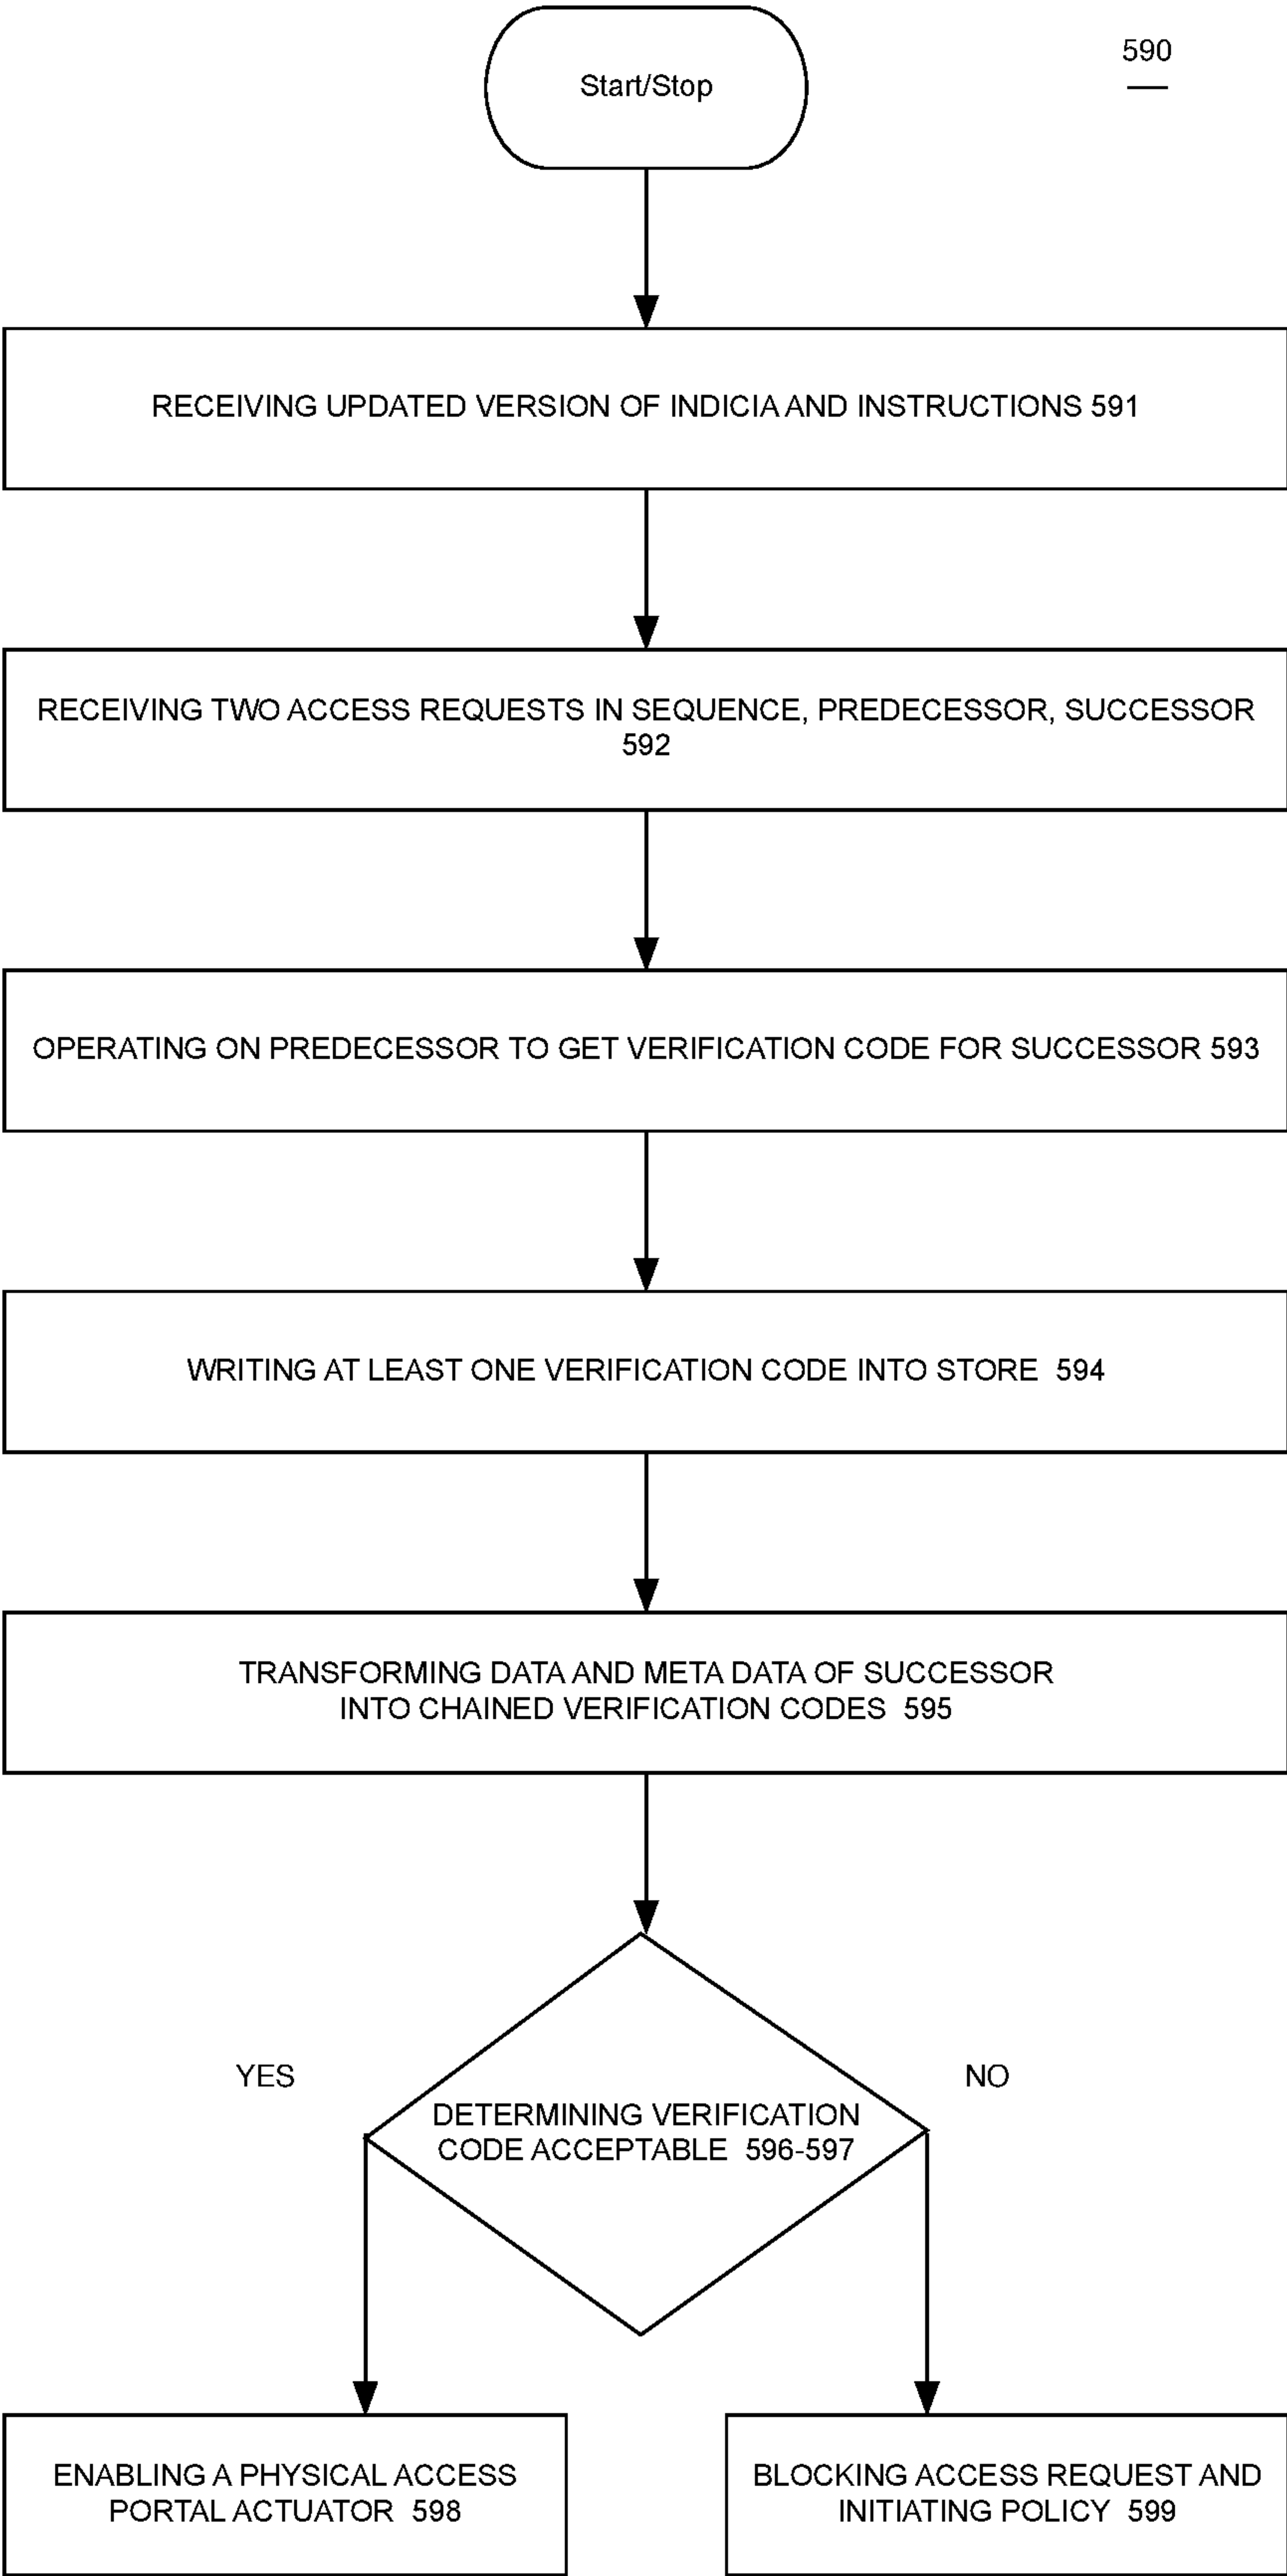 590
Start/Stop
RECEIVING UPDATED VERSION OF INDICIA AND INSTRUCTIONS 591
RECEIVING TWO ACCESS REQUESTS IN SEQUENCE, PREDECESSOR, SUCCESSOR
592
OPERATING ON PREDECESSOR TO GET VERIFICATION CODE FOR SUCCESSOR 593
WRITING AT LEAST ONE VERIFICATION CODE INTO STORE 594
TRANSFORMING DATA AND META DATA OF SUCCESSOR
INTO CHAINED VERIFICATION CODES 595
YES
NO
DETERMINING VERIFICATION
CODE ACCEPTABLE 596-597
ENABLING A PHYSICAL ACCESS
PORTAL ACTUATOR 598
BLOCKING ACCESS REQUEST AND
INITIATING POLICY 599